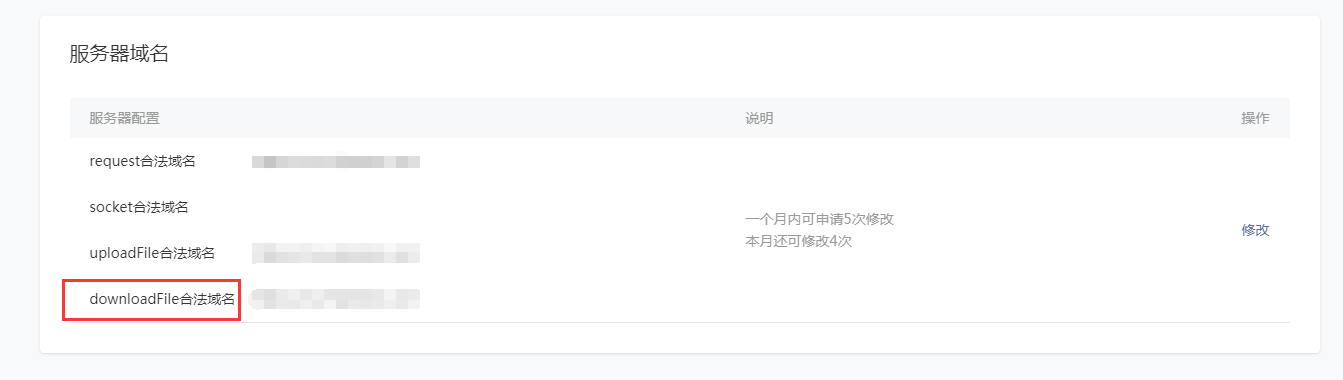 服务器域名
服务器配置 说明 操作
request合法域名
socket合法域名
一个月内可申请5次修改
本月还可修改4次
修改
uploadFile合法域名
downloadFile合法域名